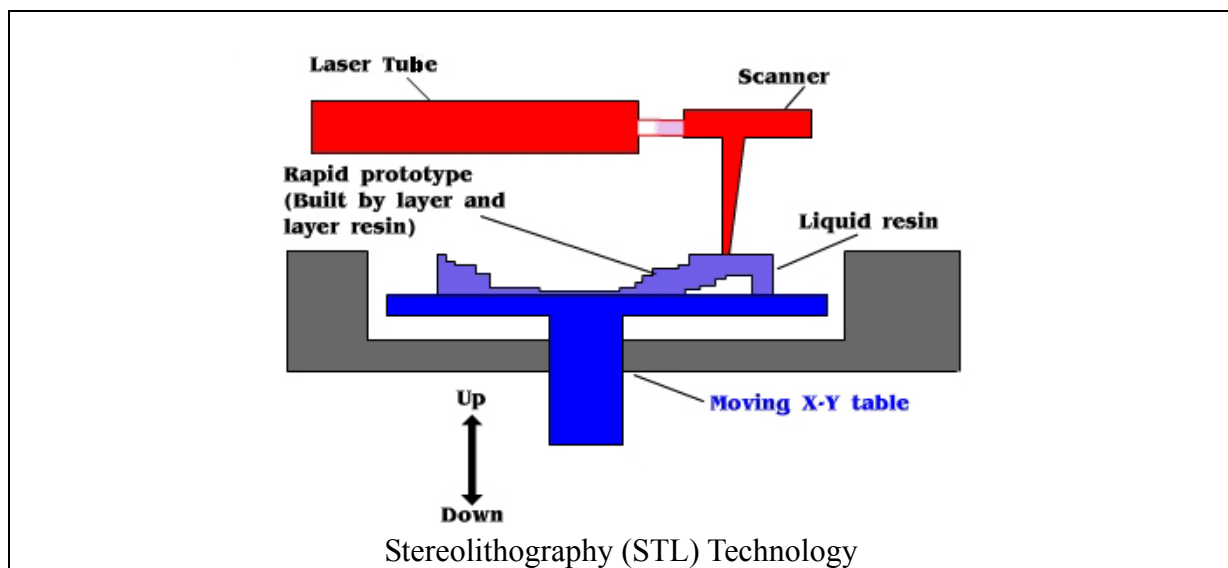 Laser Tube
Scanner
Rapid prototype
(Built by layer and
layer resin)
Liquid resin
Moving X-Y table
Up
Down
Stereolithography (STL) Technology